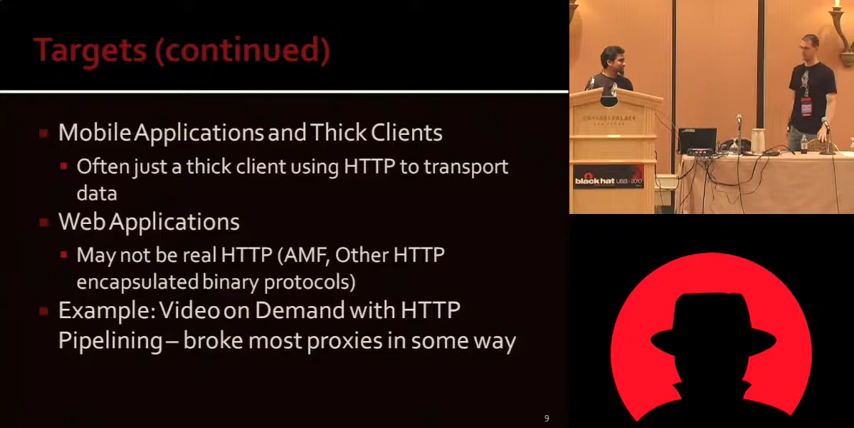 Targets (continued)
Mobile Applications and Thick Clients
Often just a thick client using HTTP to transport
data
Web Applications
May not be real HTTP (AMF, Other HTTP
encapsulated binary protocols)
Example: Video on Demand with HTTP
Pipelining – broke most proxies in some way
9
CAESARS PALACE
black hat USA 2010